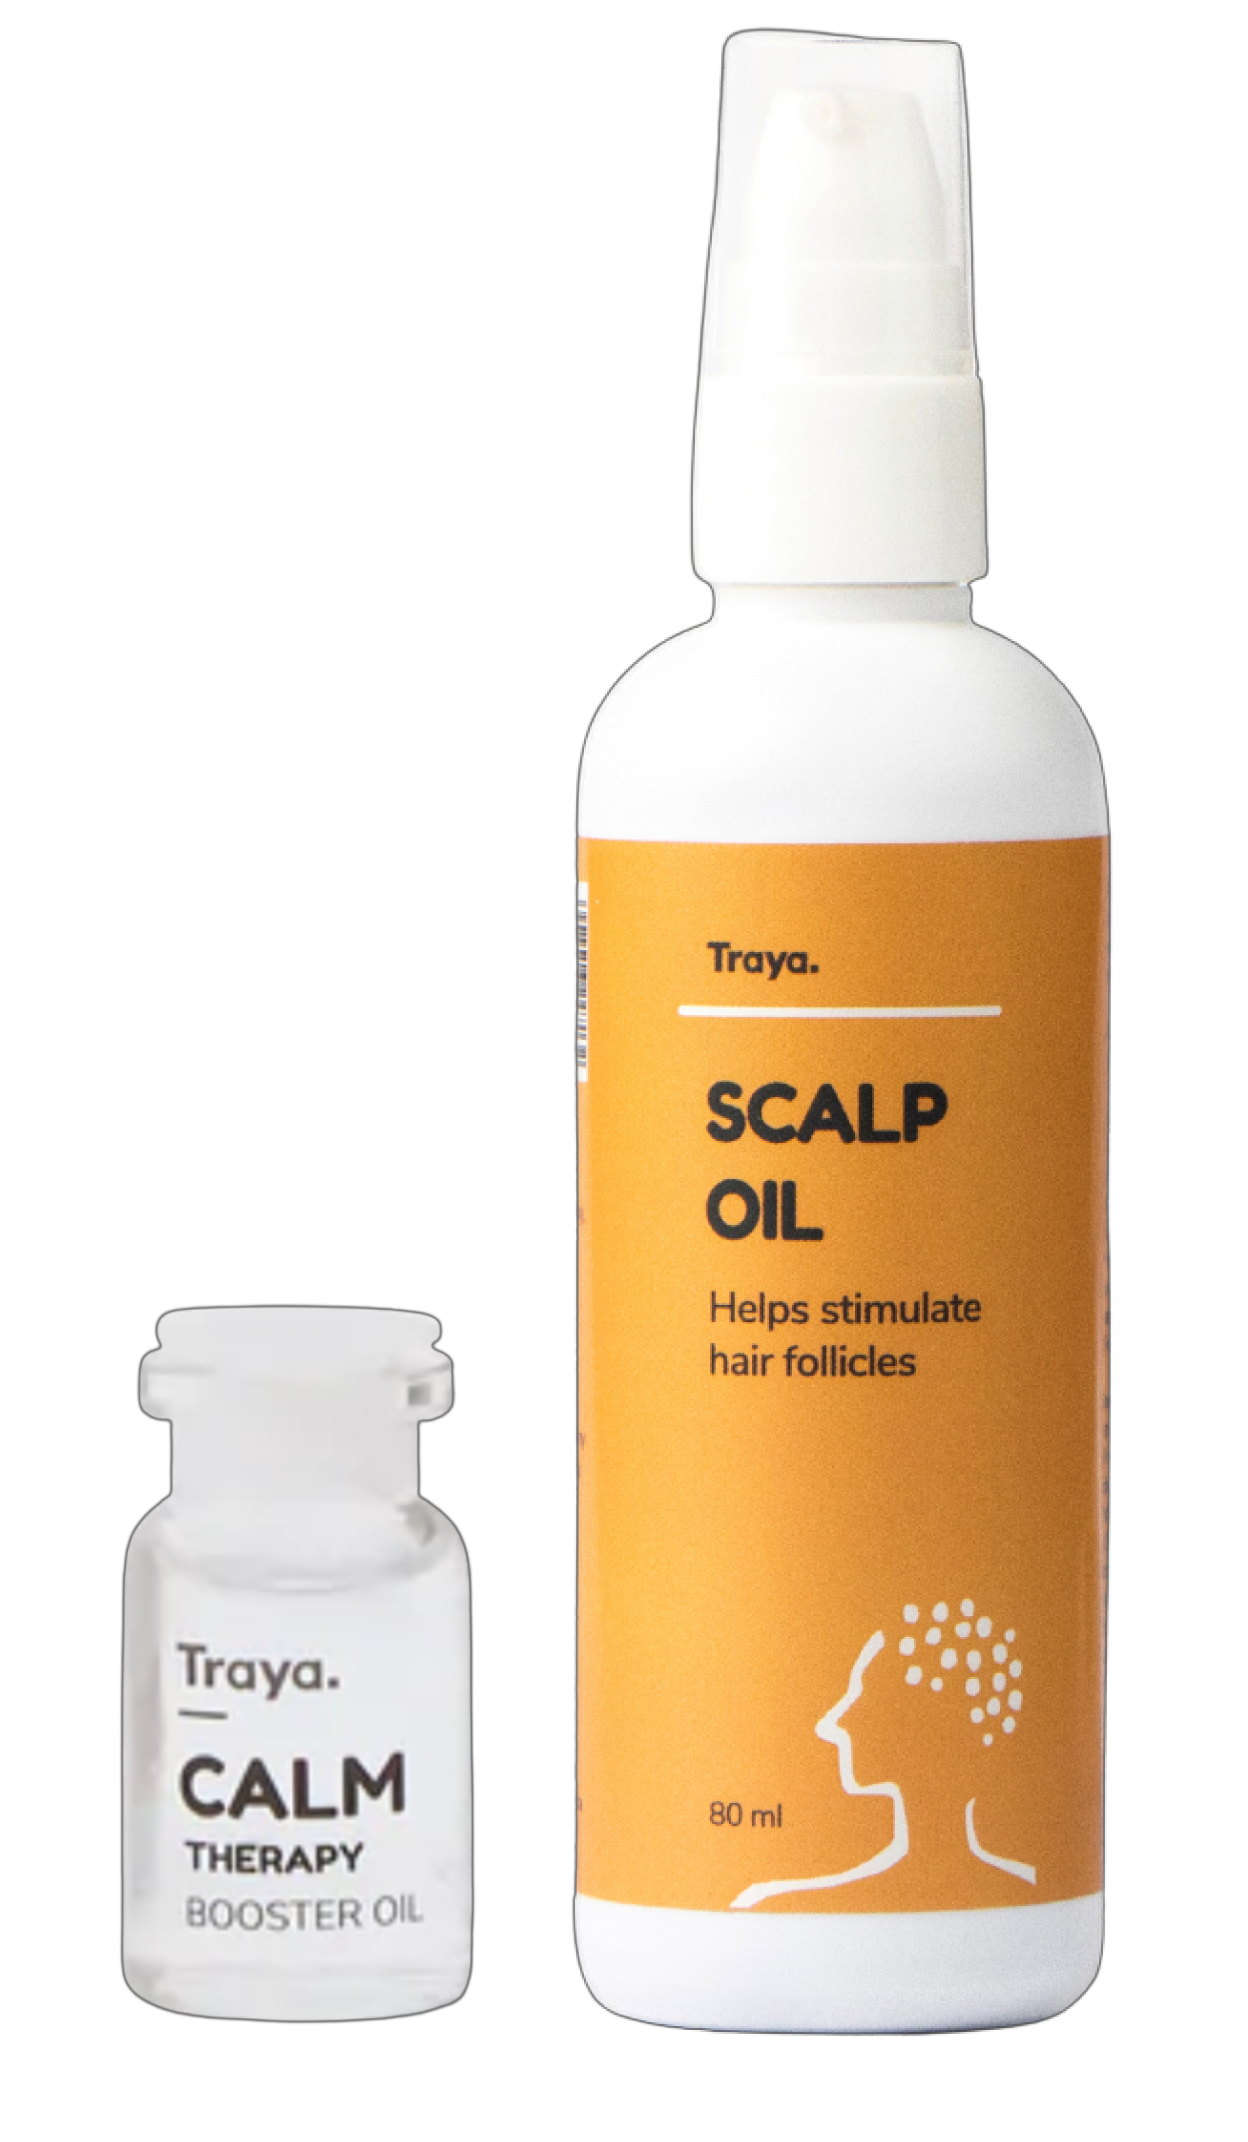 Traya.
CALM
THERAPY
BOOSTER OIL
Traya.
SCALP
OIL
Helps stimulate
hair follicles
80 ml